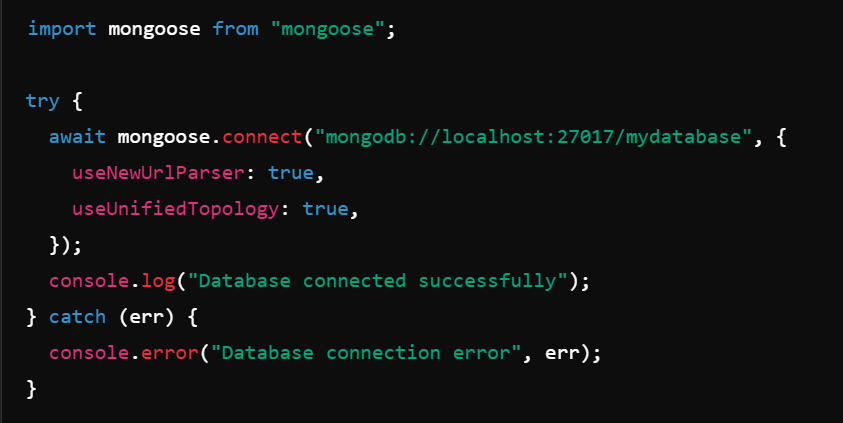 import mongoose from "mongoose";
try {
  await mongoose.connect("mongodb://localhost:27017/mydatabase", {
    useNewUrlParser: true,
    useUnifiedTopology: true,
  });
  console.log("Database connected successfully");
} catch (err) {
  console.error("Database connection error", err);
}